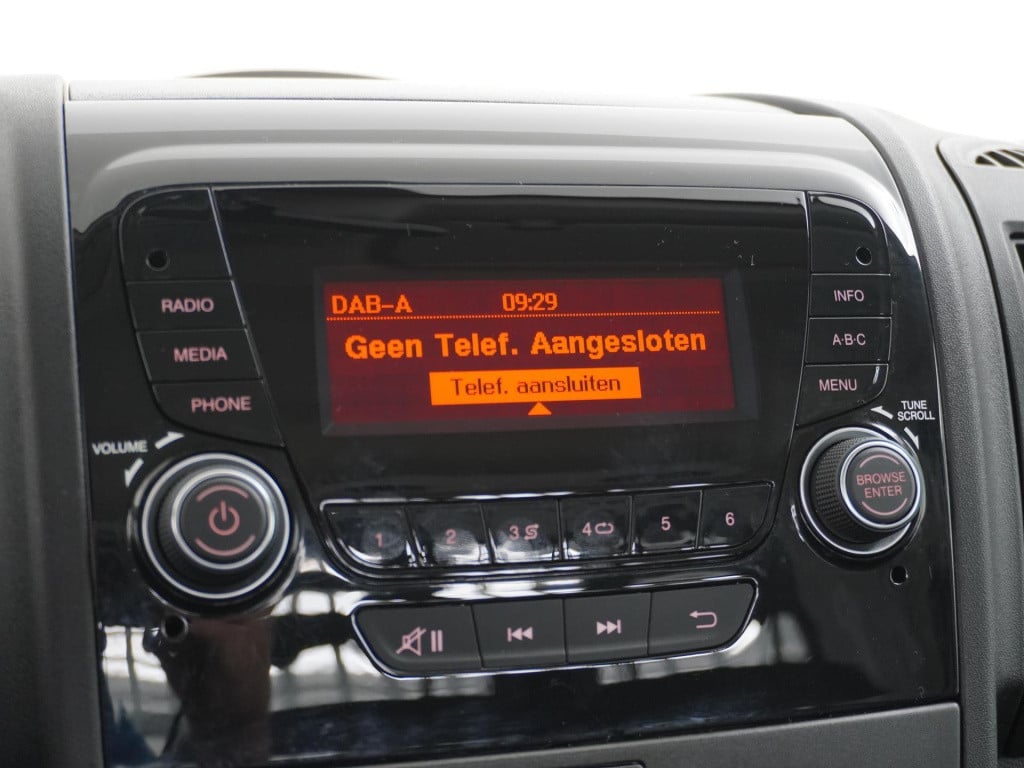 DAB-A 09:29
Geen Telef. Aangesloten
Telef. aansluiten
RADIO
MEDIA
PHONE
VOLUME
INFO
A·B·C
MENU
TUNE
SCROLL
BROWSE
ENTER
1 2 3 4 5 6